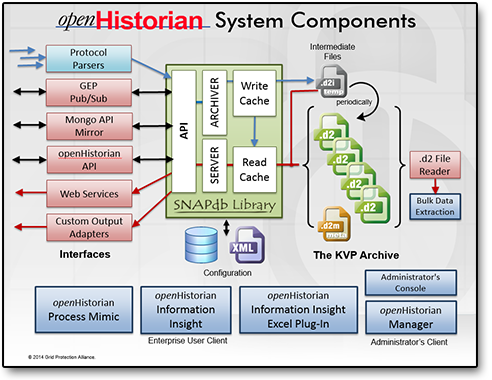 openHistorian System Components
Protocol
Parsers
GEP
Pub/Sub
Mongo API
Mirror
openHistorian
API
Web Services
Custom Output
Adapters
Interfaces
API
ARCHIVER
SERVER
Write
Cache
Read
Cache
SNAPdb Library
XML
Configuration
Intermediate
Files
.d2i
temp
periodically
.d2
.d2
.d2
.d2
.d2m
meta
The KVP Archive
.d2 File
Reader
Bulk Data
Extraction
openHistorian
Process Mimic
openHistorian
Information
Insight
Enterprise User Client
openHistorian
Information Insight
Excel Plug-In
Administrator's
Console
openHistorian
Manager
Administrator's Client
© 2014 Grid Protection Alliance.